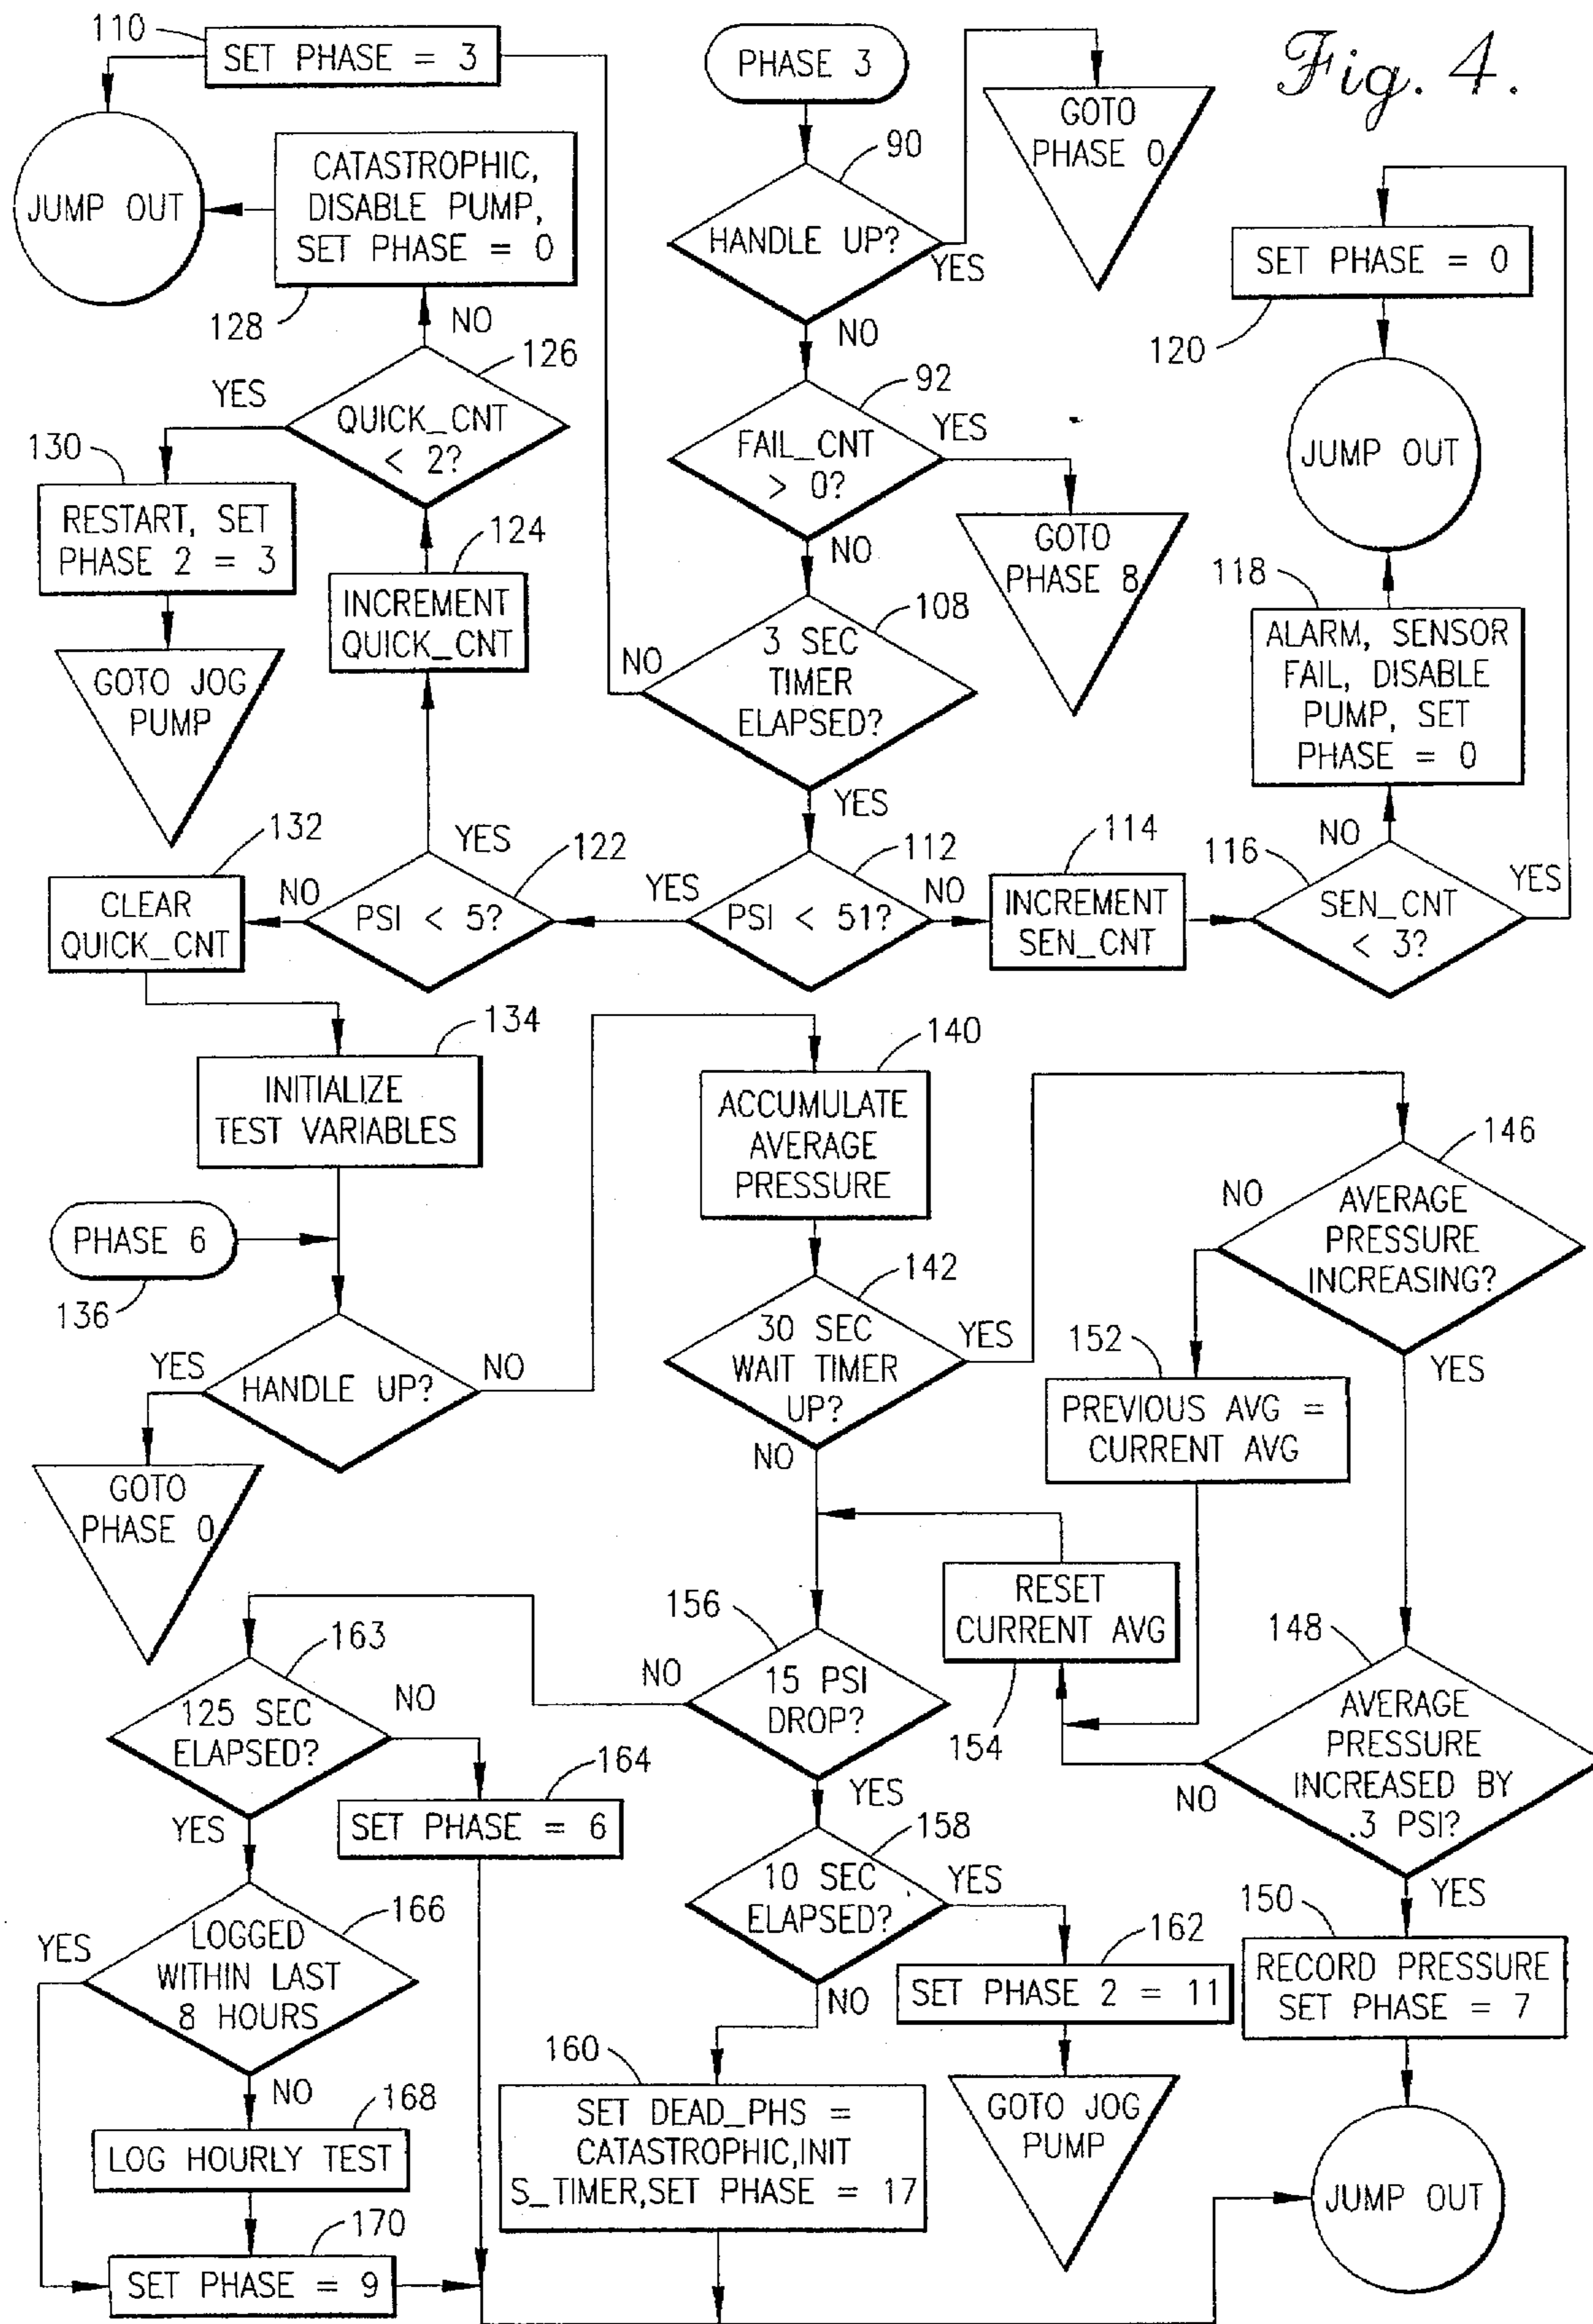 Fig. 4.
110
SET PHASE = 3
JUMP OUT
CATASTROPHIC,
DISABLE PUMP,
SET PHASE = 0
128
NO
126
YES
QUICK_CNT
< 2?
130
RESTART, SET
PHASE 2 = 3
GOTO JOG
PUMP
124
INCREMENT
QUICK_CNT
PHASE 3
GOTO
PHASE 0
90
HANDLE UP?
YES
NO
92
FAIL_CNT
> 0?
YES
NO
GOTO
PHASE 8
108
3 SEC
TIMER
ELAPSED?
NO
YES
SET PHASE = 0
120
JUMP OUT
118
ALARM, SENSOR
FAIL, DISABLE
PUMP, SET
PHASE = 0
NO
116
SEN_CNT
< 3?
YES
114
INCREMENT
SEN_CNT
112
PSI < 51?
NO
YES
122
PSI < 5?
YES
NO
132
CLEAR
QUICK_CNT
134
INITIALIZE
TEST VARIABLES
PHASE 6
136
HANDLE UP?
YES
NO
GOTO
PHASE 0
140
ACCUMULATE
AVERAGE
PRESSURE
142
30 SEC
WAIT TIMER
UP?
YES
NO
146
AVERAGE
PRESSURE
INCREASING?
NO
YES
152
PREVIOUS AVG =
CURRENT AVG
RESET
CURRENT AVG
154
148
AVERAGE
PRESSURE
INCREASED BY
.3 PSI?
NO
YES
150
RECORD PRESSURE
SET PHASE = 7
JUMP OUT
156
15 PSI
DROP?
NO
YES
158
10 SEC
ELAPSED?
YES
NO
162
SET PHASE 2 = 11
GOTO JOG
PUMP
160
SET DEAD_PHS =
CATASTROPHIC,INIT
S_TIMER,SET PHASE = 17
163
125 SEC
ELAPSED?
NO
YES
164
SET PHASE = 6
166
LOGGED
WITHIN LAST
8 HOURS
YES
NO
168
LOG HOURLY TEST
170
SET PHASE = 9